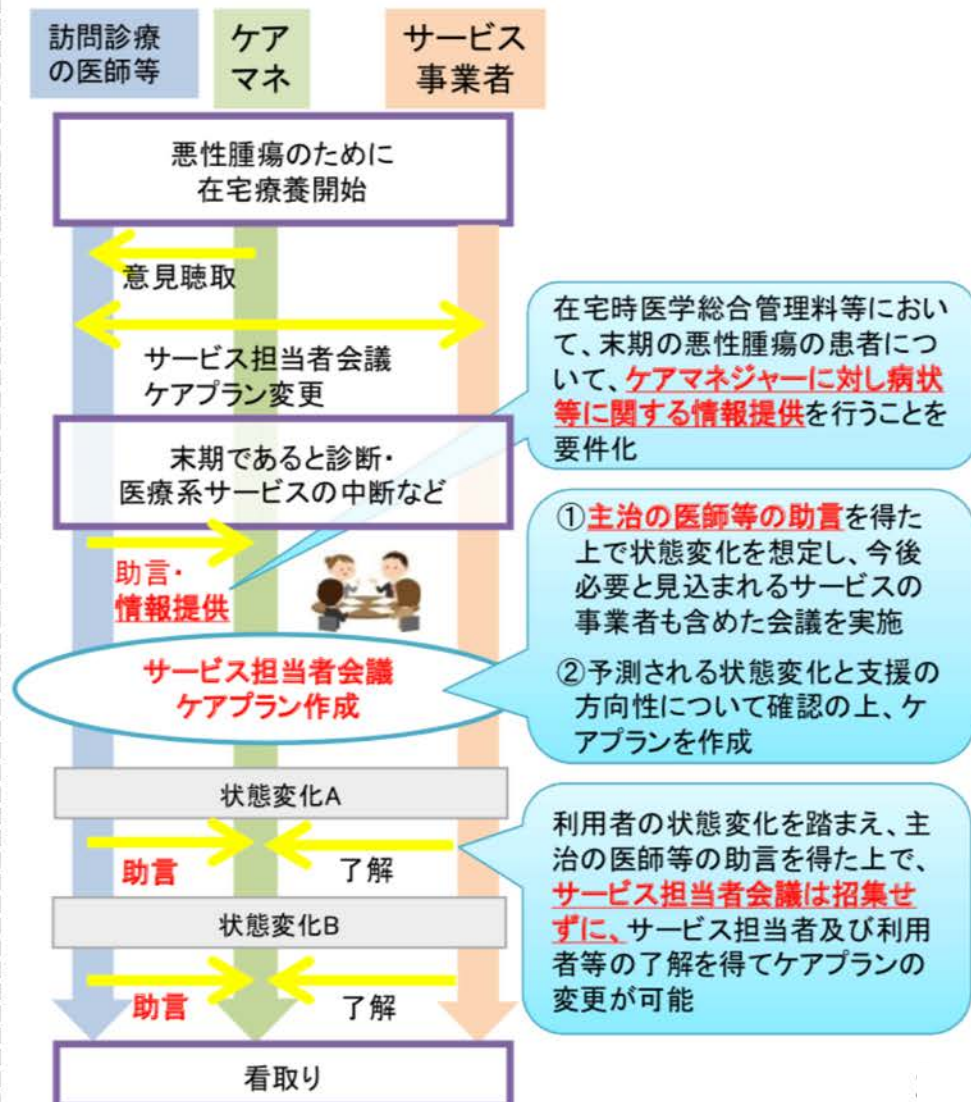 訪問診療
の医師等
ケア
マネ
サービス
事業者
悪性腫瘍のために
在宅療養開始
意見聴取
サービス担当者会議
ケアプラン変更
在宅時医学総合管理料等におい
て、末期の悪性腫瘍の患者につ
いて、ケアマネジャーに対し病状
等に関する情報提供を行うことを
要件化
末期であると診断・
医療系サービスの中断など
助言・
情報提供
①主治の医師等の助言を得た
上で状態変化を想定し、今後
必要と見込まれるサービスの
事業者も含めた会議を実施
②予測される状態変化と支援の
方向性について確認の上、ケ
アプランを作成
サービス担当者会議
ケアプラン作成
状態変化A
助言
了解
利用者の状態変化を踏まえ、主
治の医師等の助言を得た上で、
サービス担当者会議は招集せ
ずに、サービス担当者及び利用
者等の了解を得てケアプランの
変更が可能
状態変化B
助言
了解
看取り